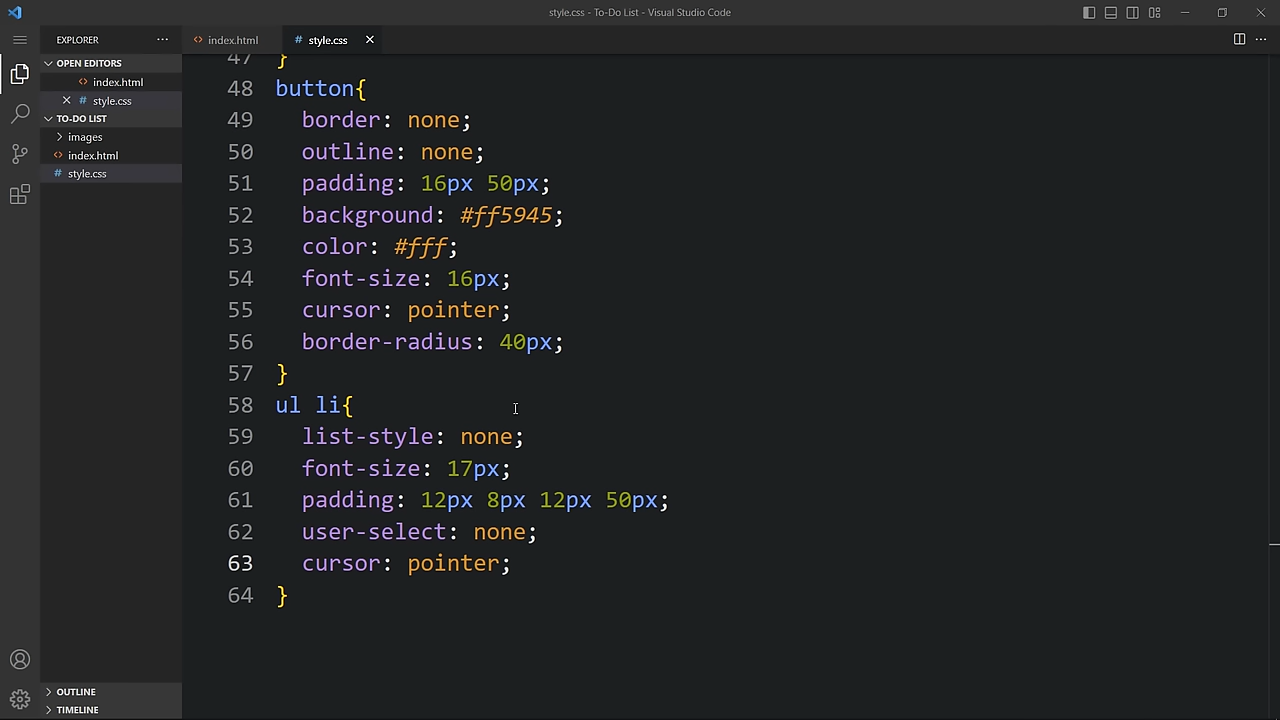 style.css - To-Do List - Visual Studio Code
EXPLORER
index.html
style.css
OPEN EDITORS
index.html
style.css
TO-DO LIST
images
index.html
style.css
OUTLINE
TIMELINE
47 }
48 button{
49 border: none;
50 outline: none;
51 padding: 16px 50px;
52 background: #ff5945;
53 color: #fff;
54 font-size: 16px;
55 cursor: pointer;
56 border-radius: 40px;
57 }
58 ul li{
59 list-style: none;
60 font-size: 17px;
61 padding: 12px 8px 12px 50px;
62 user-select: none;
63 cursor: pointer;
64 }